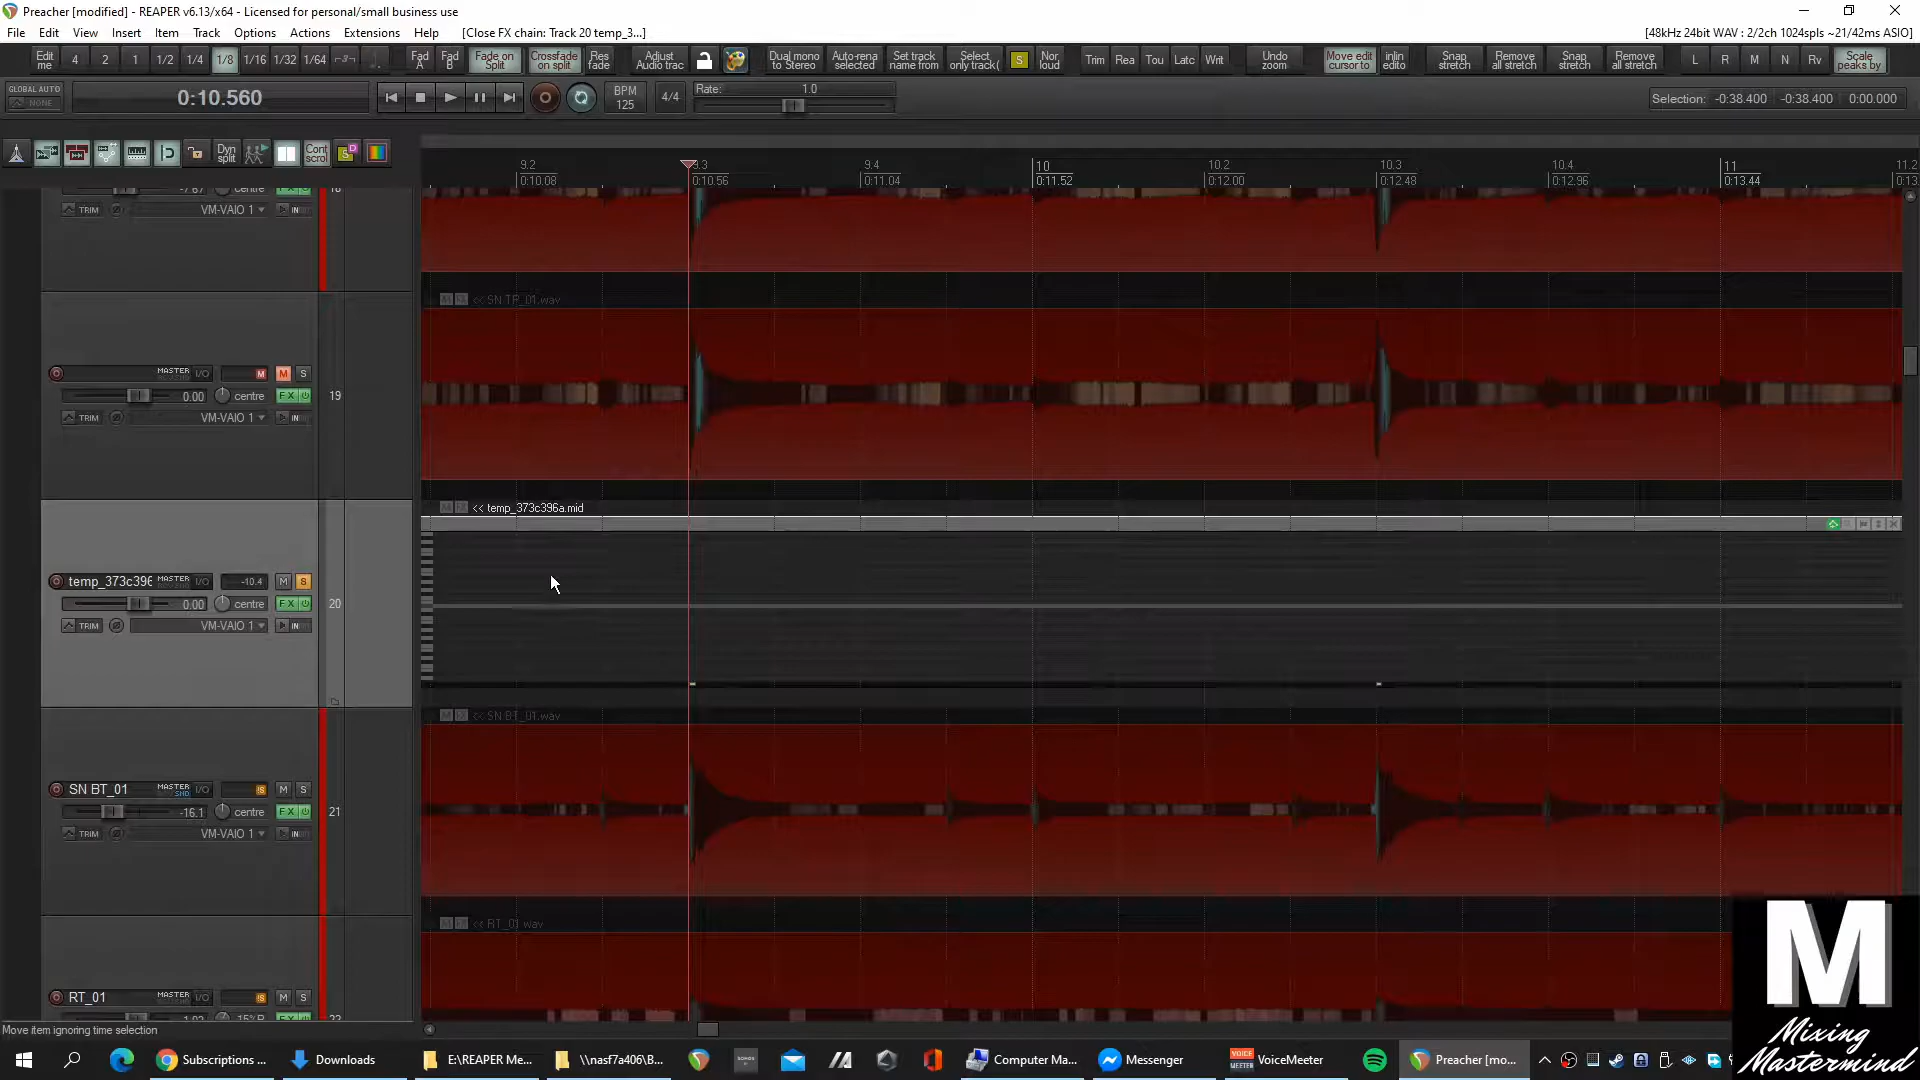 Preacher [modified] - REAPER v6.13/x64 - Licensed for personal/small business use
File Edit View Insert Item Track Options Actions Extensions Help [Close FX chain: Track 20 temp_3...]
[48kHz 24bit WAV : 2/2ch 1024spls ~21/42ms ASIO]
Edit me 4 2 1 1/2 1/4 1/8 1/16 1/32 1/64 -3-
Fad A Fad B Fade on Split Crossfade on split Res fade Adjust Audio trac
Dual mono to Stereo Auto-rena selected Set track name from Select only track( S Nor loud
Trim Rea Tou Latc Writ Undo zoom Move edit cursor to inlin edito
Snap stretch Remove all stretch Snap stretch Remove all stretch L R M N Rv Scale peaks by
GLOBAL AUTO
NONE
0:10.560
BPM
125
4/4
Rate: 1.0
Selection: -0:38.400 -0:38.400 0:00.000
Dyn split
Cont scrol
9.2 9.3 9.4 10 10.2 10.3 10.4 11 11.2
0:10.08 0:10.56 0:11.04 0:11.52 0:12.00 0:12.48 0:12.96 13.44 0:13.
-7.67 centre FX 18
TRIM VM-VAIO 1 IN
<< SN TP_01.wav
MASTER I/O M M S
0.00 centre FX 19
TRIM VM-VAIO 1 IN
<< temp_373c396a.mid
temp_373c396 MASTER I/O -10.4 M S
0.00 centre FX 20
TRIM VM-VAIO 1 IN
<< SN BT_01.wav
SN BT_01 MASTER I/O S M S
-16.1 centre FX 21
TRIM VM-VAIO 1 IN
<< RT_01.wav
RT_01 MASTER I/O S M S
1.92 15%R FX 22
Move item ignoring time selection
M
Mixing
Mastermind
Subscriptions ...
Downloads
E:\REAPER Me...
\\nasf7a406\B...
SONOS
Computer Ma...
Messenger
VOICE
MEETER
VoiceMeeter
Preacher [mo...